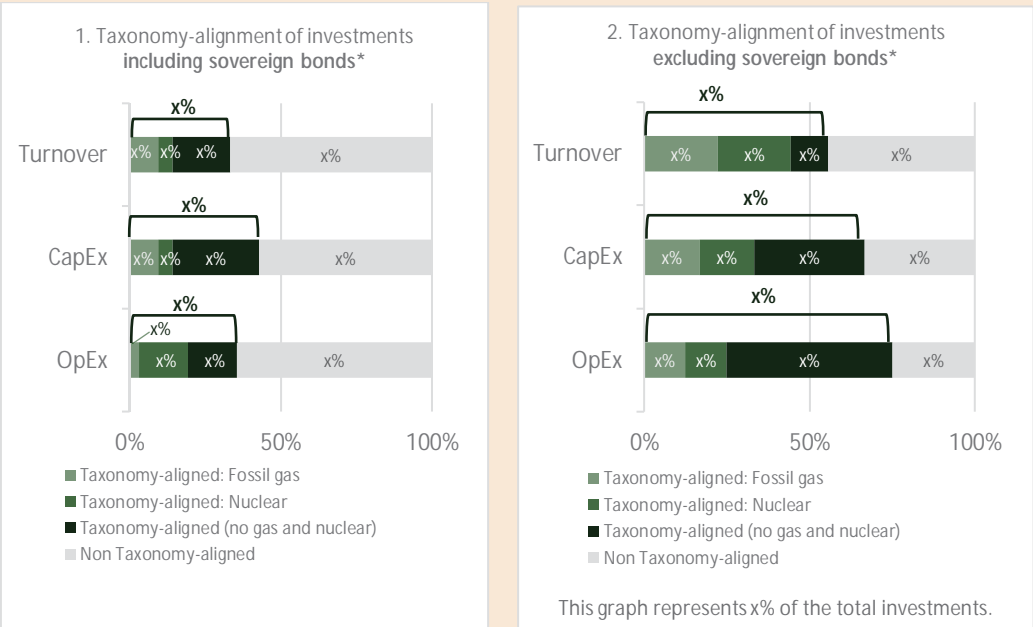 1. Taxonomy-alignment of investments
including sovereign bonds*
x%
Turnover
x% x% x% x%
x%
CapEx
x% x% x% x%
x%
x%
OpEx
x% x% x%
0% 50% 100%
Taxonomy-aligned: Fossil gas
Taxonomy-aligned: Nuclear
Taxonomy-aligned (no gas and nuclear)
Non Taxonomy-aligned
2. Taxonomy-alignment of investments
excluding sovereign bonds*
x%
Turnover
x% x% x% x%
x%
CapEx
x% x% x% x%
x%
OpEx
x% x% x% x%
0% 50% 100%
Taxonomy-aligned: Fossil gas
Taxonomy-aligned: Nuclear
Taxonomy-aligned (no gas and nuclear)
Non Taxonomy-aligned
This graph represents x% of the total investments.